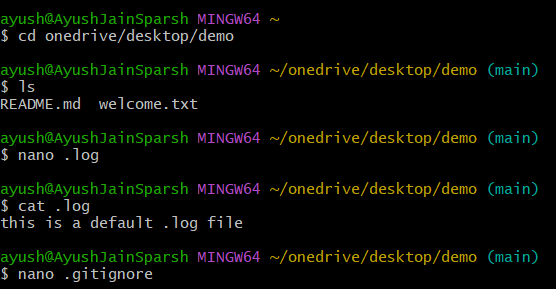 ayush@AyushJainSparsh MINGW64 ~
$ cd onedrive/desktop/demo
ayush@AyushJainSparsh MINGW64 ~/onedrive/desktop/demo (main)
$ ls
README.md  welcome.txt
ayush@AyushJainSparsh MINGW64 ~/onedrive/desktop/demo (main)
$ nano .log
ayush@AyushJainSparsh MINGW64 ~/onedrive/desktop/demo (main)
$ cat .log
this is a default .log file
ayush@AyushJainSparsh MINGW64 ~/onedrive/desktop/demo (main)
$ nano .gitignore